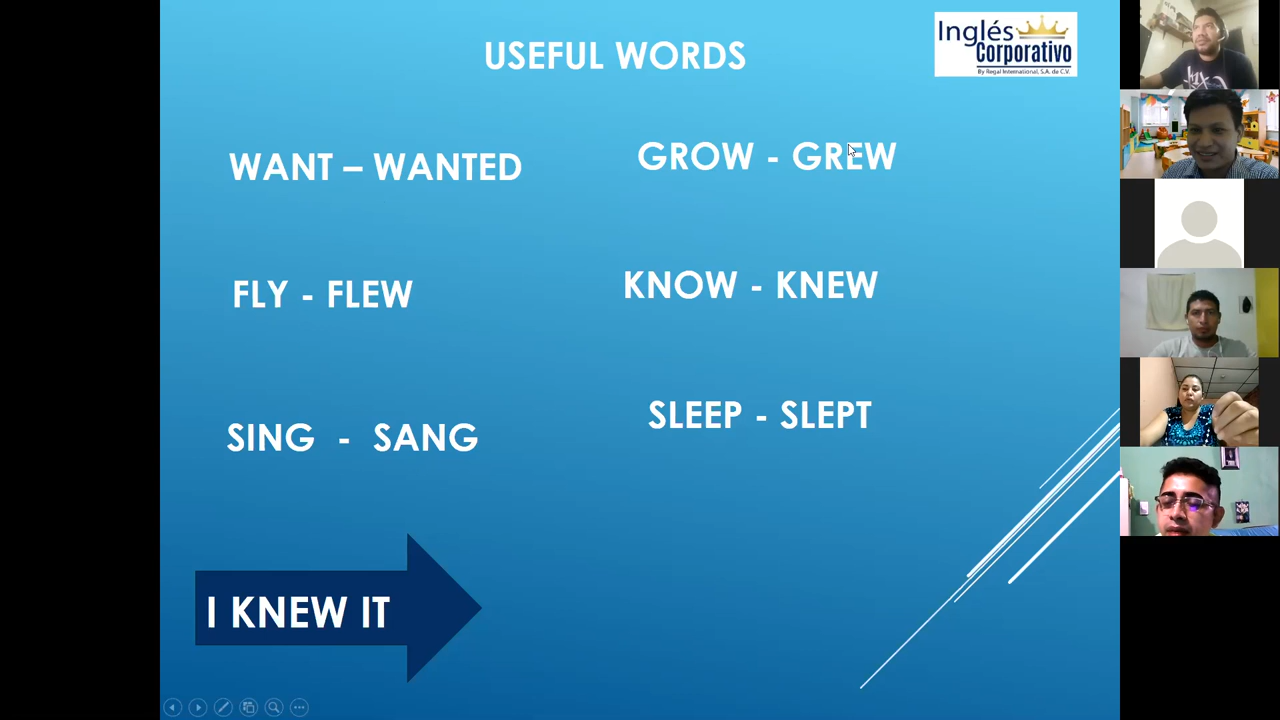 USEFUL WORDS
Inglés
Corporativo
By Regal International, S.A. de C.V.
WANT – WANTED
GROW - GREW
FLY - FLEW
KNOW - KNEW
SING - SANG
SLEEP - SLEPT
I KNEW IT